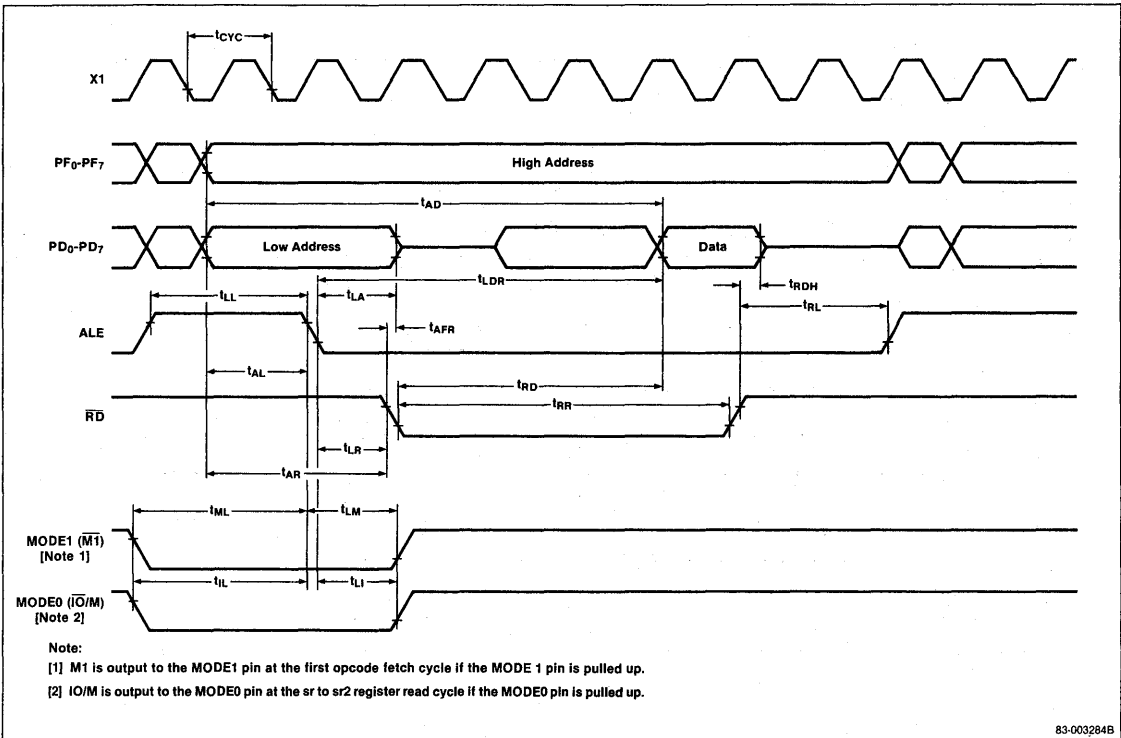 tCYC
X1
PF0-PF7
High Address
tAD
PD0-PD7
Low Address
Data
tLDR
tRDH
tLL
tLA
tRL
ALE
tAFR
tAL
tRD
RD
tRR
tLR
tAR
tML
tLM
MODE1 (M1)
[Note 1]
tIL
tLI
MODE0 (IO/M)
[Note 2]
Note:
[1] M1 is output to the MODE1 pin at the first opcode fetch cycle if the MODE 1 pin is pulled up.
[2] IO/M is output to the MODE0 pin at the sr to sr2 register read cycle if the MODE0 pin is pulled up.
83-003284B